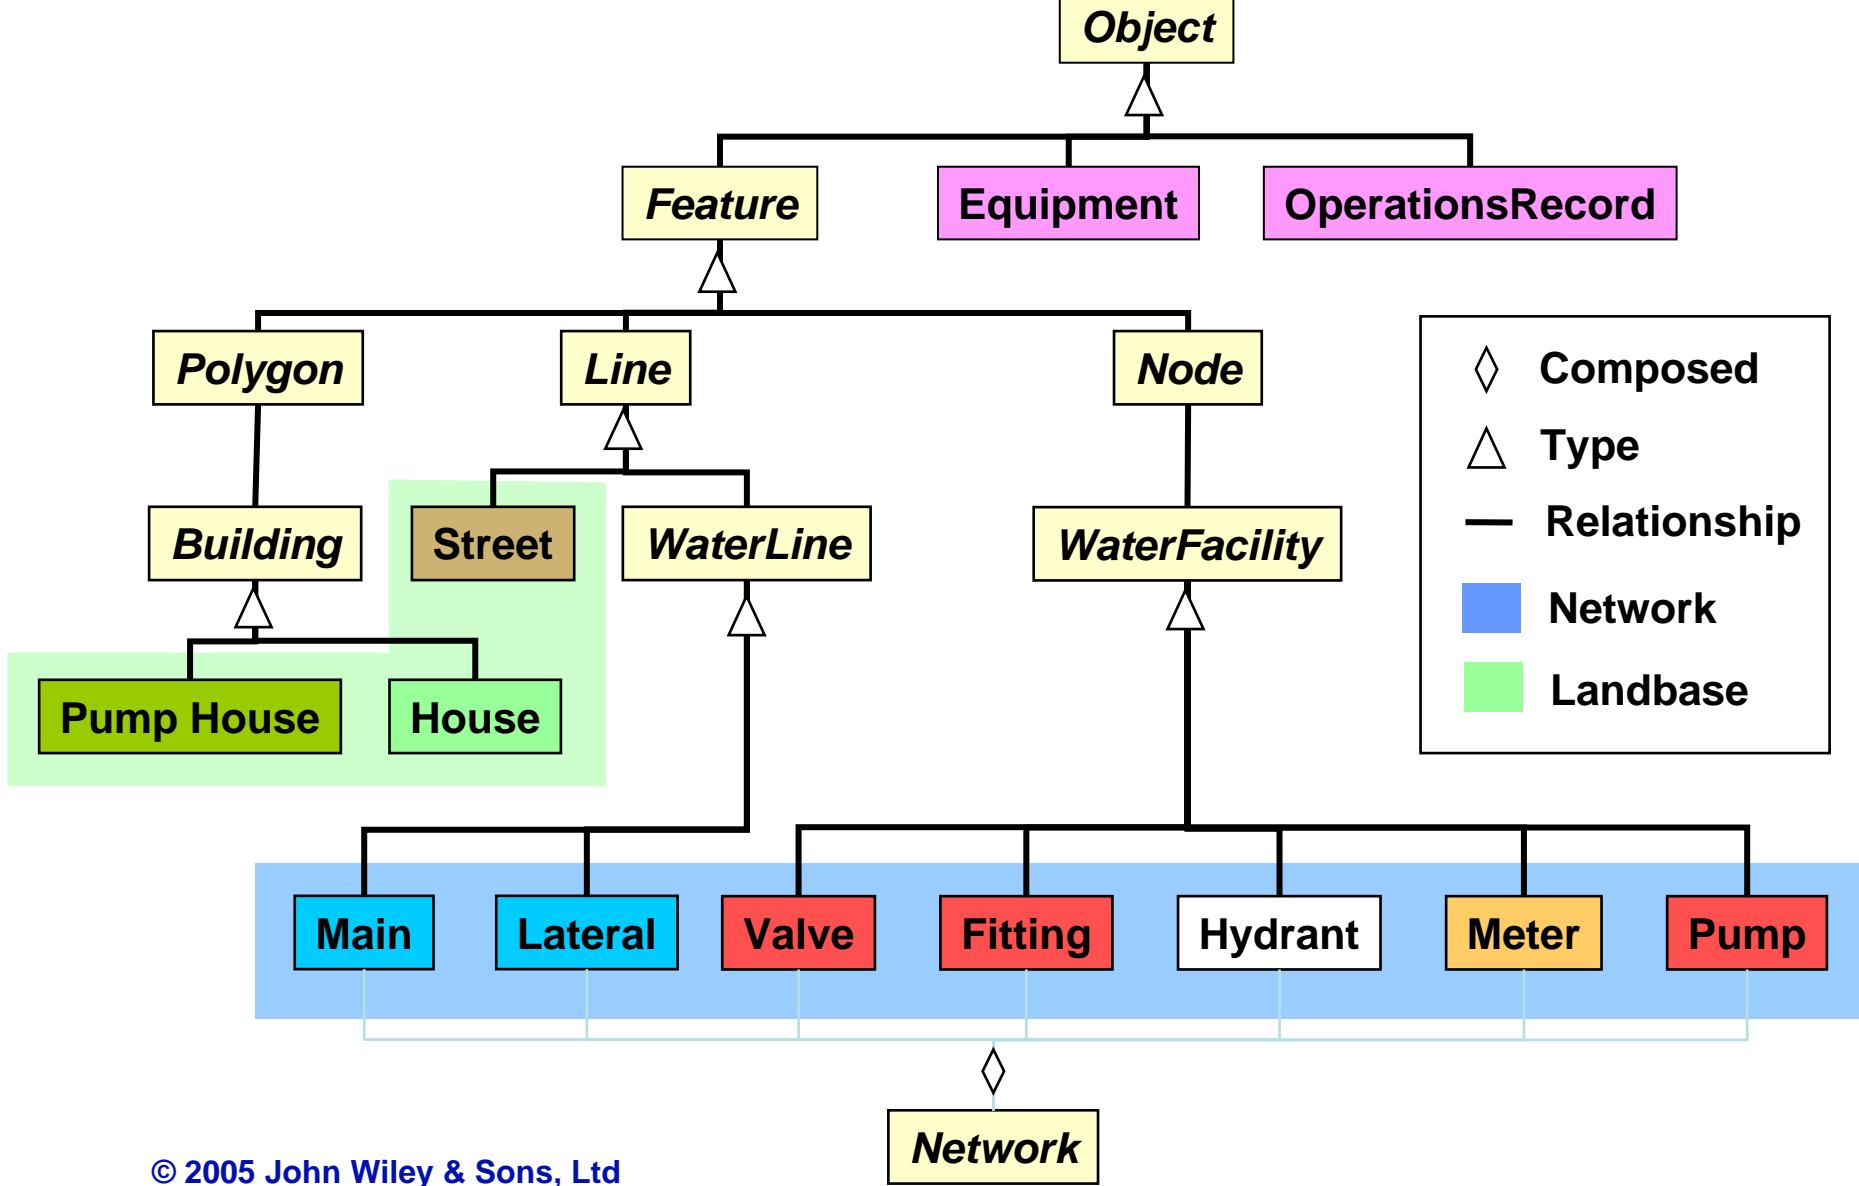 Object
Feature
Equipment
OperationsRecord
Polygon
Line
Node
Composed
Type
Relationship
Network
Landbase
Building
Street
WaterLine
WaterFacility
Pump House
House
Main
Lateral
Valve
Fitting
Hydrant
Meter
Pump
Network
© 2005 John Wiley & Sons, Ltd